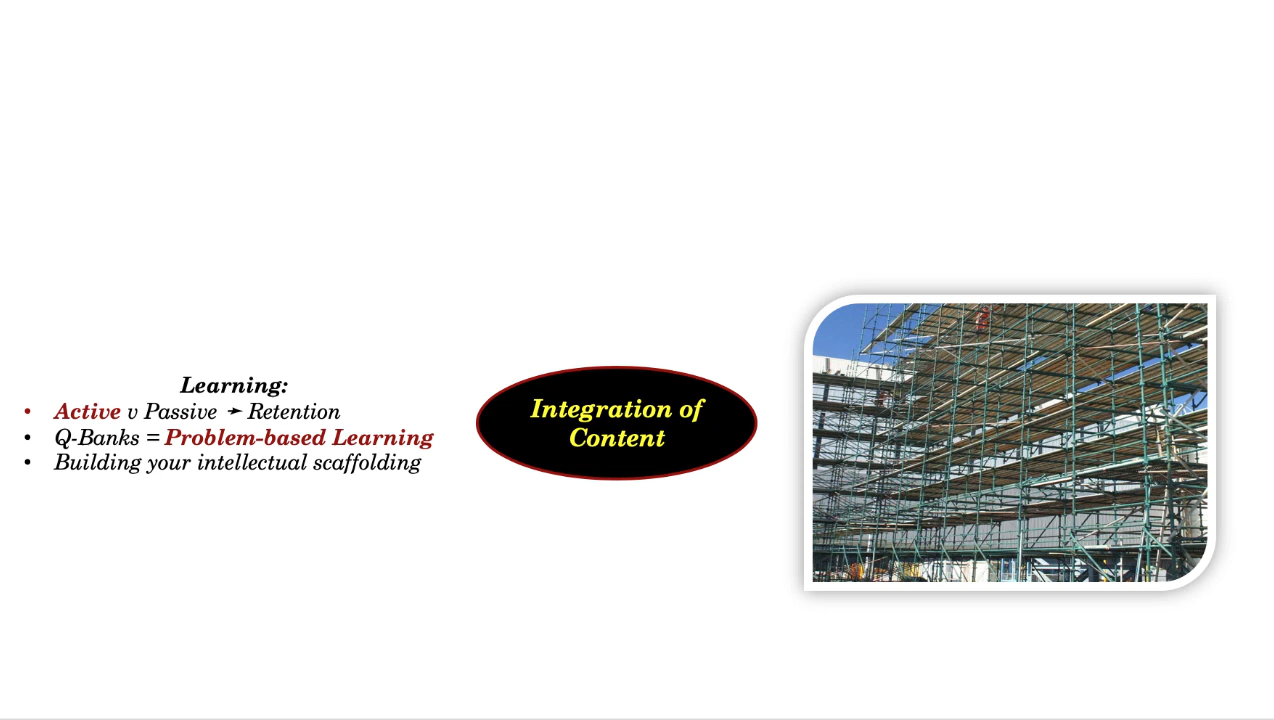 Learning:
• Active v Passive ➛ Retention
• Q-Banks = Problem-based Learning
• Building your intellectual scaffolding
Integration of
Content